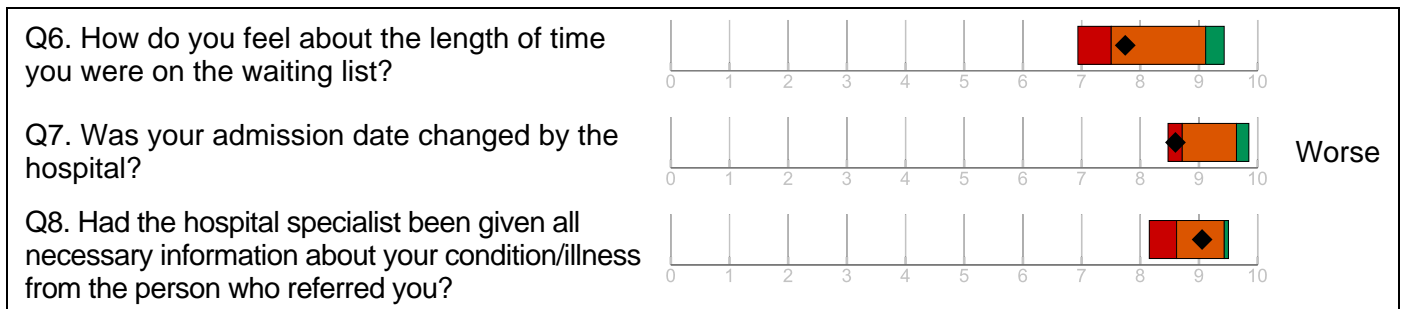 Q6. How do you feel about the length of time
you were on the waiting list?
0 1 2 3 4 5 6 7 8 9 10
Q7. Was your admission date changed by the
hospital?
Worse
0 1 2 3 4 5 6 7 8 9 10
Q8. Had the hospital specialist been given all
necessary information about your condition/illness
from the person who referred you?
0 1 2 3 4 5 6 7 8 9 10